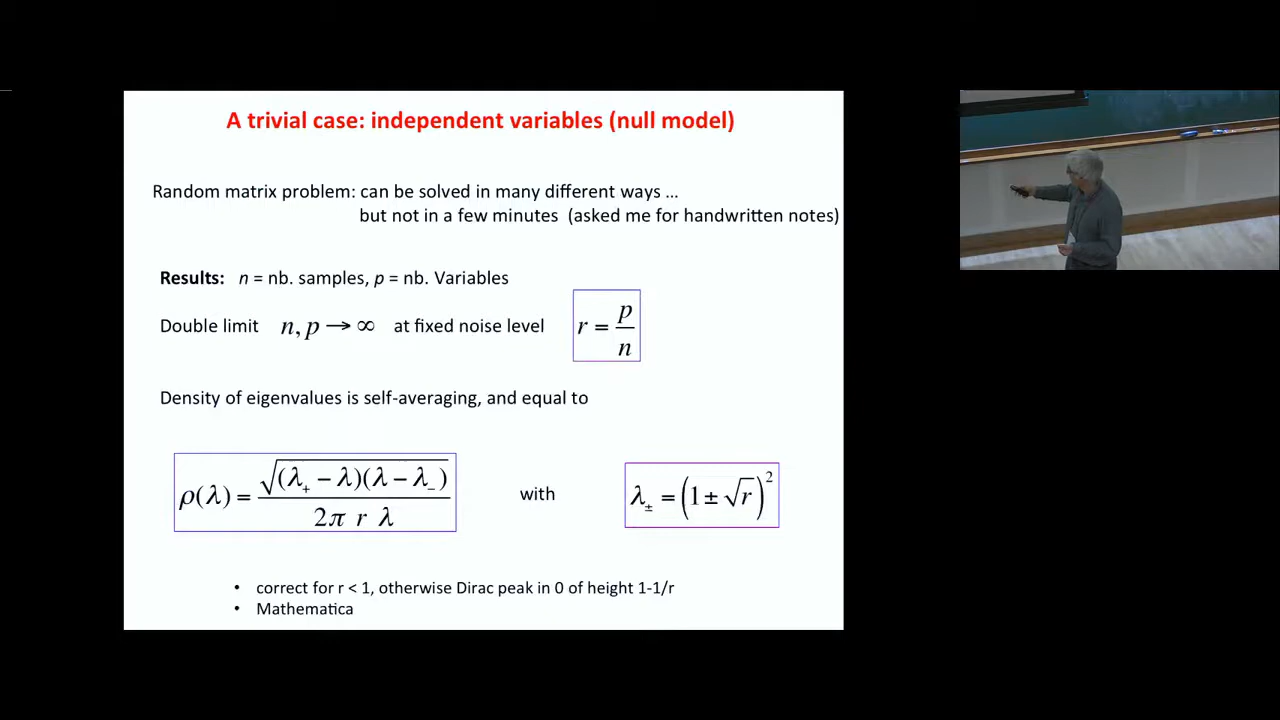 A trivial case: independent variables (null model)
Random matrix problem: can be solved in many different ways ...
but not in a few minutes (asked me for handwritten notes)
Results: n = nb. samples, p = nb. Variables
Double limit n, p → ∞ at fixed noise level r = p/n
Density of eigenvalues is self-averaging, and equal to
ρ(λ) = √((λ₊ − λ)(λ − λ₋)) / (2π r λ) with λ± = (1 ± √r)²
• correct for r < 1, otherwise Dirac peak in 0 of height 1-1/r
• Mathematica